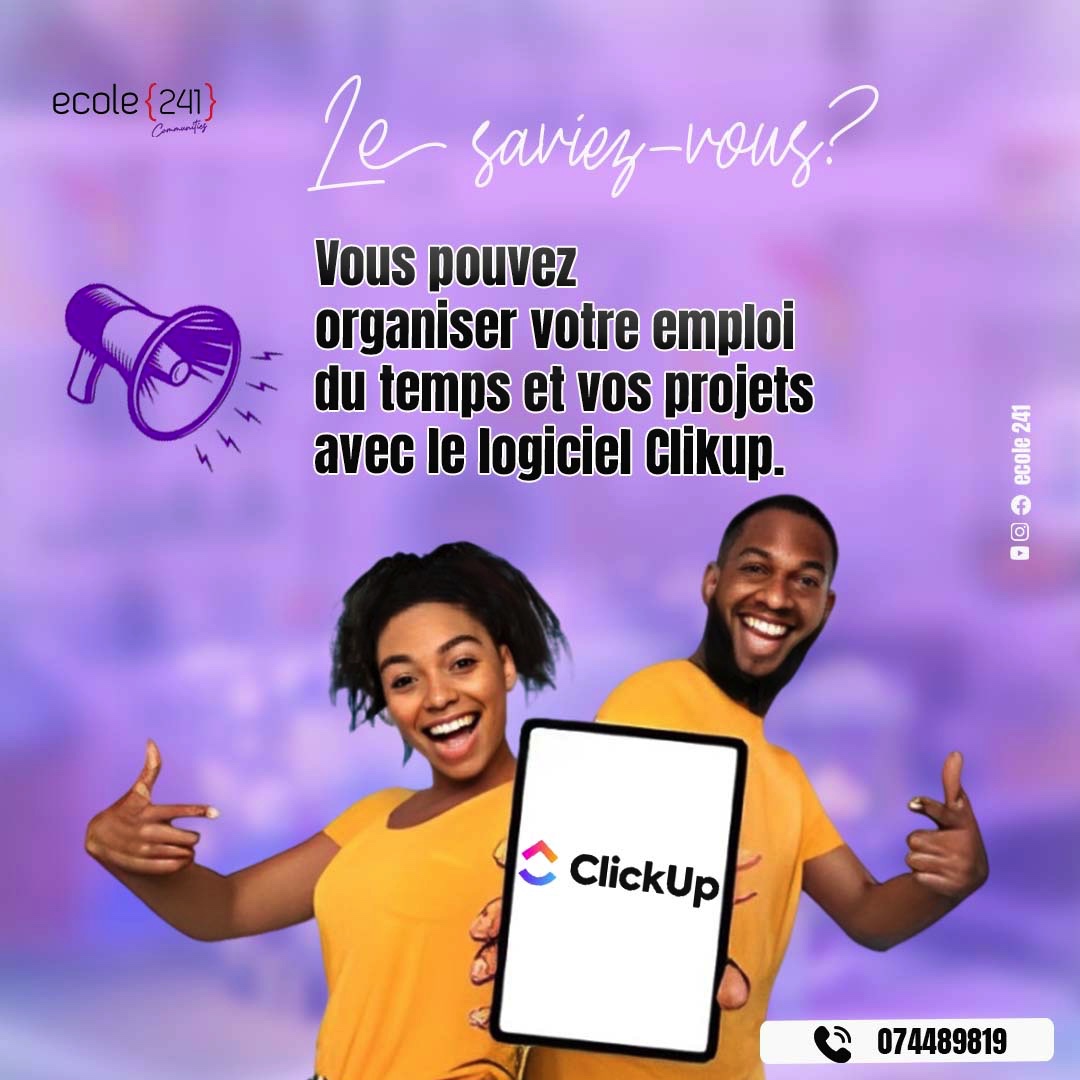 ecole {241}
Communities
Le saviez-vous?
Vous pouvez
organiser votre emploi
du temps et vos projets
avec le logiciel Clikup.
ecole 241
ClickUp
074489819